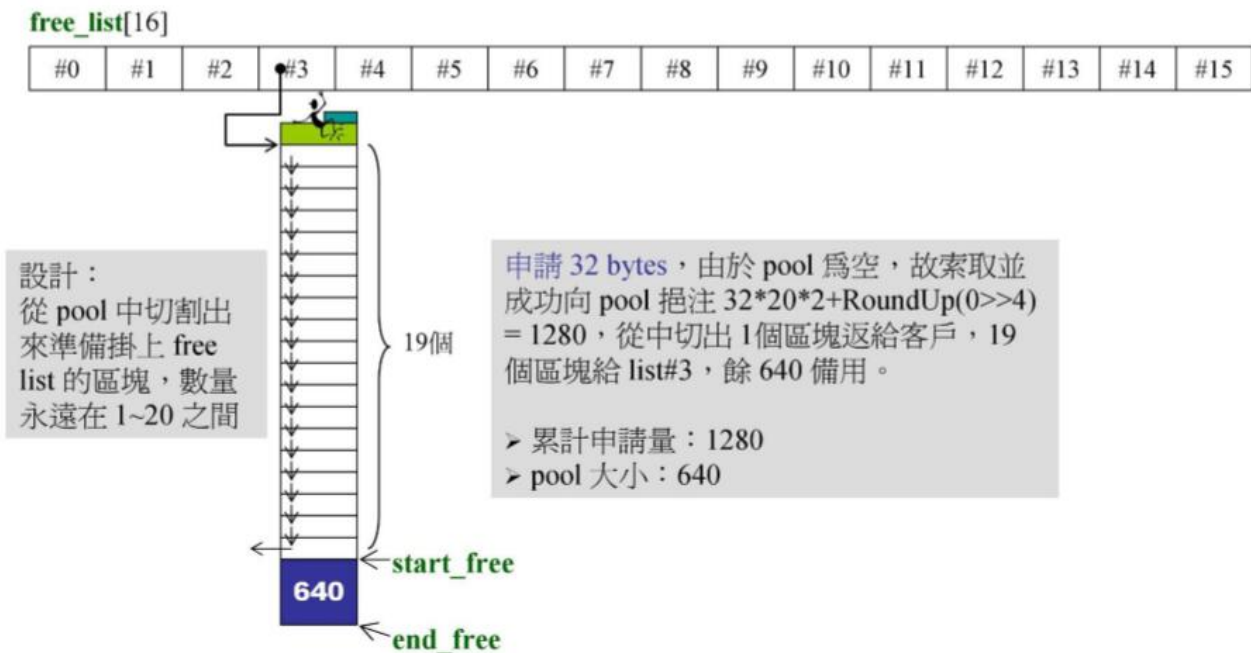 free_list[16]
#0 #1 #2 #3 #4 #5 #6 #7 #8 #9 #10 #11 #12 #13 #14 #15
設計：
從 pool 中切割出
來準備掛上 free
list 的區塊，數量
永遠在 1~20 之間
19個
申請 32 bytes，由於 pool 爲空，故索取並
成功向 pool 挹注 32*20*2+RoundUp(0>>4)
= 1280，從中切出 1個區塊返給客戶，19
個區塊給 list#3，餘 640 備用。
➢ 累計申請量：1280
➢ pool 大小：640
start_free
640
end_free